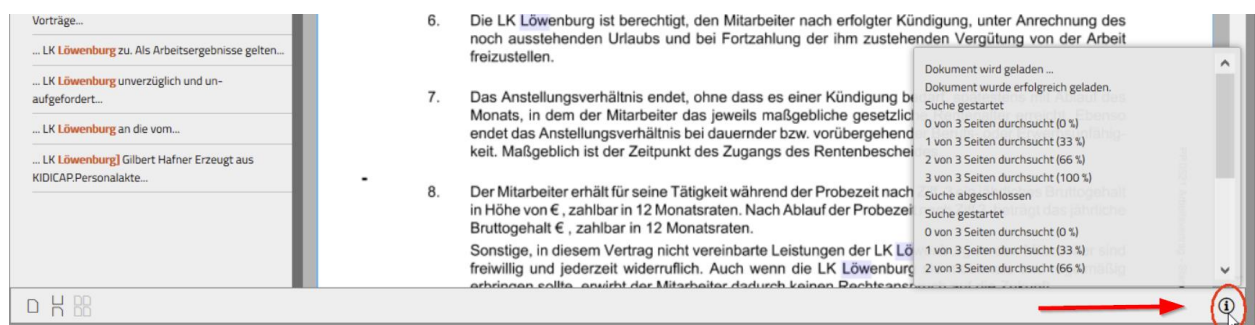 Vorträge...
... LK Löwenburg zu. Als Arbeitsergebnisse gelten...
... LK Löwenburg unverzüglich und un-
aufgefordert...
... LK Löwenburg an die vom...
... LK Löwenburg] Gilbert Hafner Erzeugt aus
KIDICAP.Personalakte...
6. Die LK Löwenburg ist berechtigt, den Mitarbeiter nach erfolgter Kündigung, unter Anrechnung des
noch ausstehenden Urlaubs und bei Fortzahlung der ihm zustehenden Vergütung von der Arbeit
freizustellen.
7. Das Anstellungsverhältnis endet, ohne dass es einer Kündigung
Monats, in dem der Mitarbeiter das jeweils maßgebliche
endet das Anstellungsverhältnis bei dauernder bzw.
keit. Maßgeblich ist der Zeitpunkt des Zugangs des
8. Der Mitarbeiter erhält für seine Tätigkeit während der Probezeit nach
in Höhe von € , zahlbar in 12 Monatsraten. Nach Ablauf der
Bruttogehalt € , zahlbar in 12 Monatsraten.
Sonstige, in diesem Vertrag nicht vereinbarte Leistungen der LK
freiwillig und jederzeit widerruflich. Auch wenn die LK Löwenburg
erbringen sollte, erwirbt der Mitarbeiter dadurch keinen
Dokument wird geladen ...
Dokument wurde erfolgreich geladen.
Suche gestartet
0 von 3 Seiten durchsucht (0 %)
1 von 3 Seiten durchsucht (33 %)
2 von 3 Seiten durchsucht (66 %)
3 von 3 Seiten durchsucht (100 %)
Suche abgeschlossen
Suche gestartet
0 von 3 Seiten durchsucht (0 %)
1 von 3 Seiten durchsucht (33 %)
2 von 3 Seiten durchsucht (66 %)